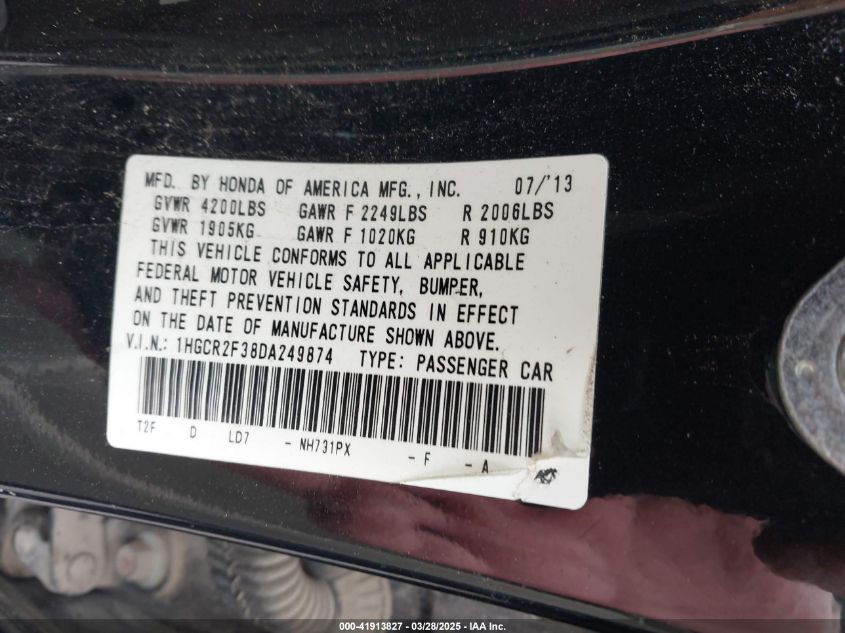 MFD. BY HONDA OF AMERICA MFG., INC. 07/'13
GVWR 4200LBS GAWR F 2249LBS R 2006LBS
GVWR 1905KG GAWR F 1020KG R 910KG
THIS VEHICLE CONFORMS TO ALL APPLICABLE
FEDERAL MOTOR VEHICLE SAFETY, BUMPER,
AND THEFT PREVENTION STANDARDS IN EFFECT
ON THE DATE OF MANUFACTURE SHOWN ABOVE.
V.I.N.: 1HGCR2F38DA249874 TYPE: PASSENGER CAR
T2F D LD7 - NH731PX - F - A
000-41913827 - 03/28/2025 - IAA Inc.